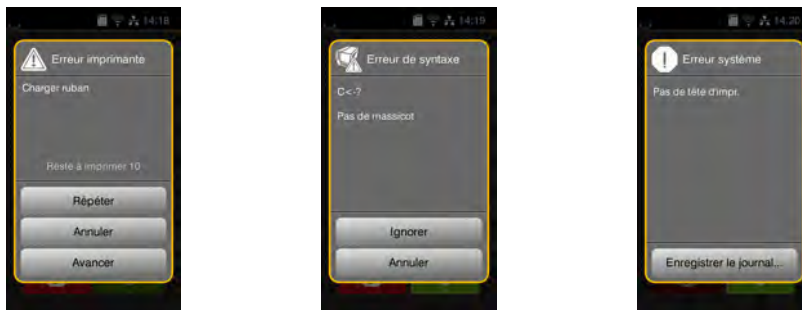 14:18
Erreur imprimante
Charger ruban
Reste à imprimer 10
Répéter
Annuler
Avancer
14:19
Erreur de syntaxe
C<-?
Pas de massicot
Ignorer
Annuler
14:20
Erreur système
Pas de tête d'impr.
Enregistrer le journal...